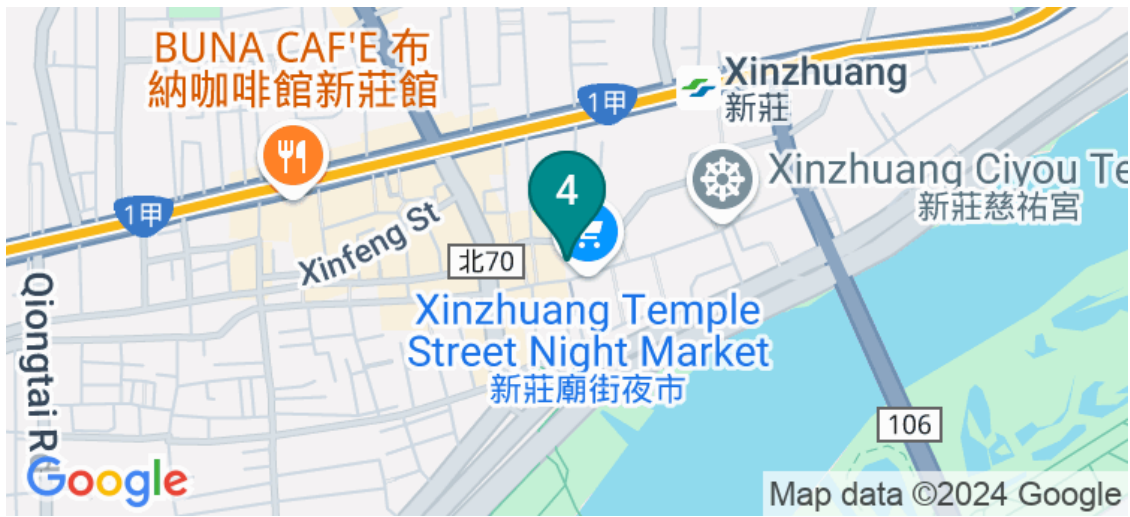 BUNA CAF'E 布
納咖啡館新莊館
1甲
Xinzhuang
新莊
Xinzhuang Ciyou Te
新莊慈祐宮
4
1甲
Xinfeng St
北70
Xinzhuang Temple
Street Night Market
新莊廟街夜市
Qiongtai R
106
Google
Map data ©2024 Google